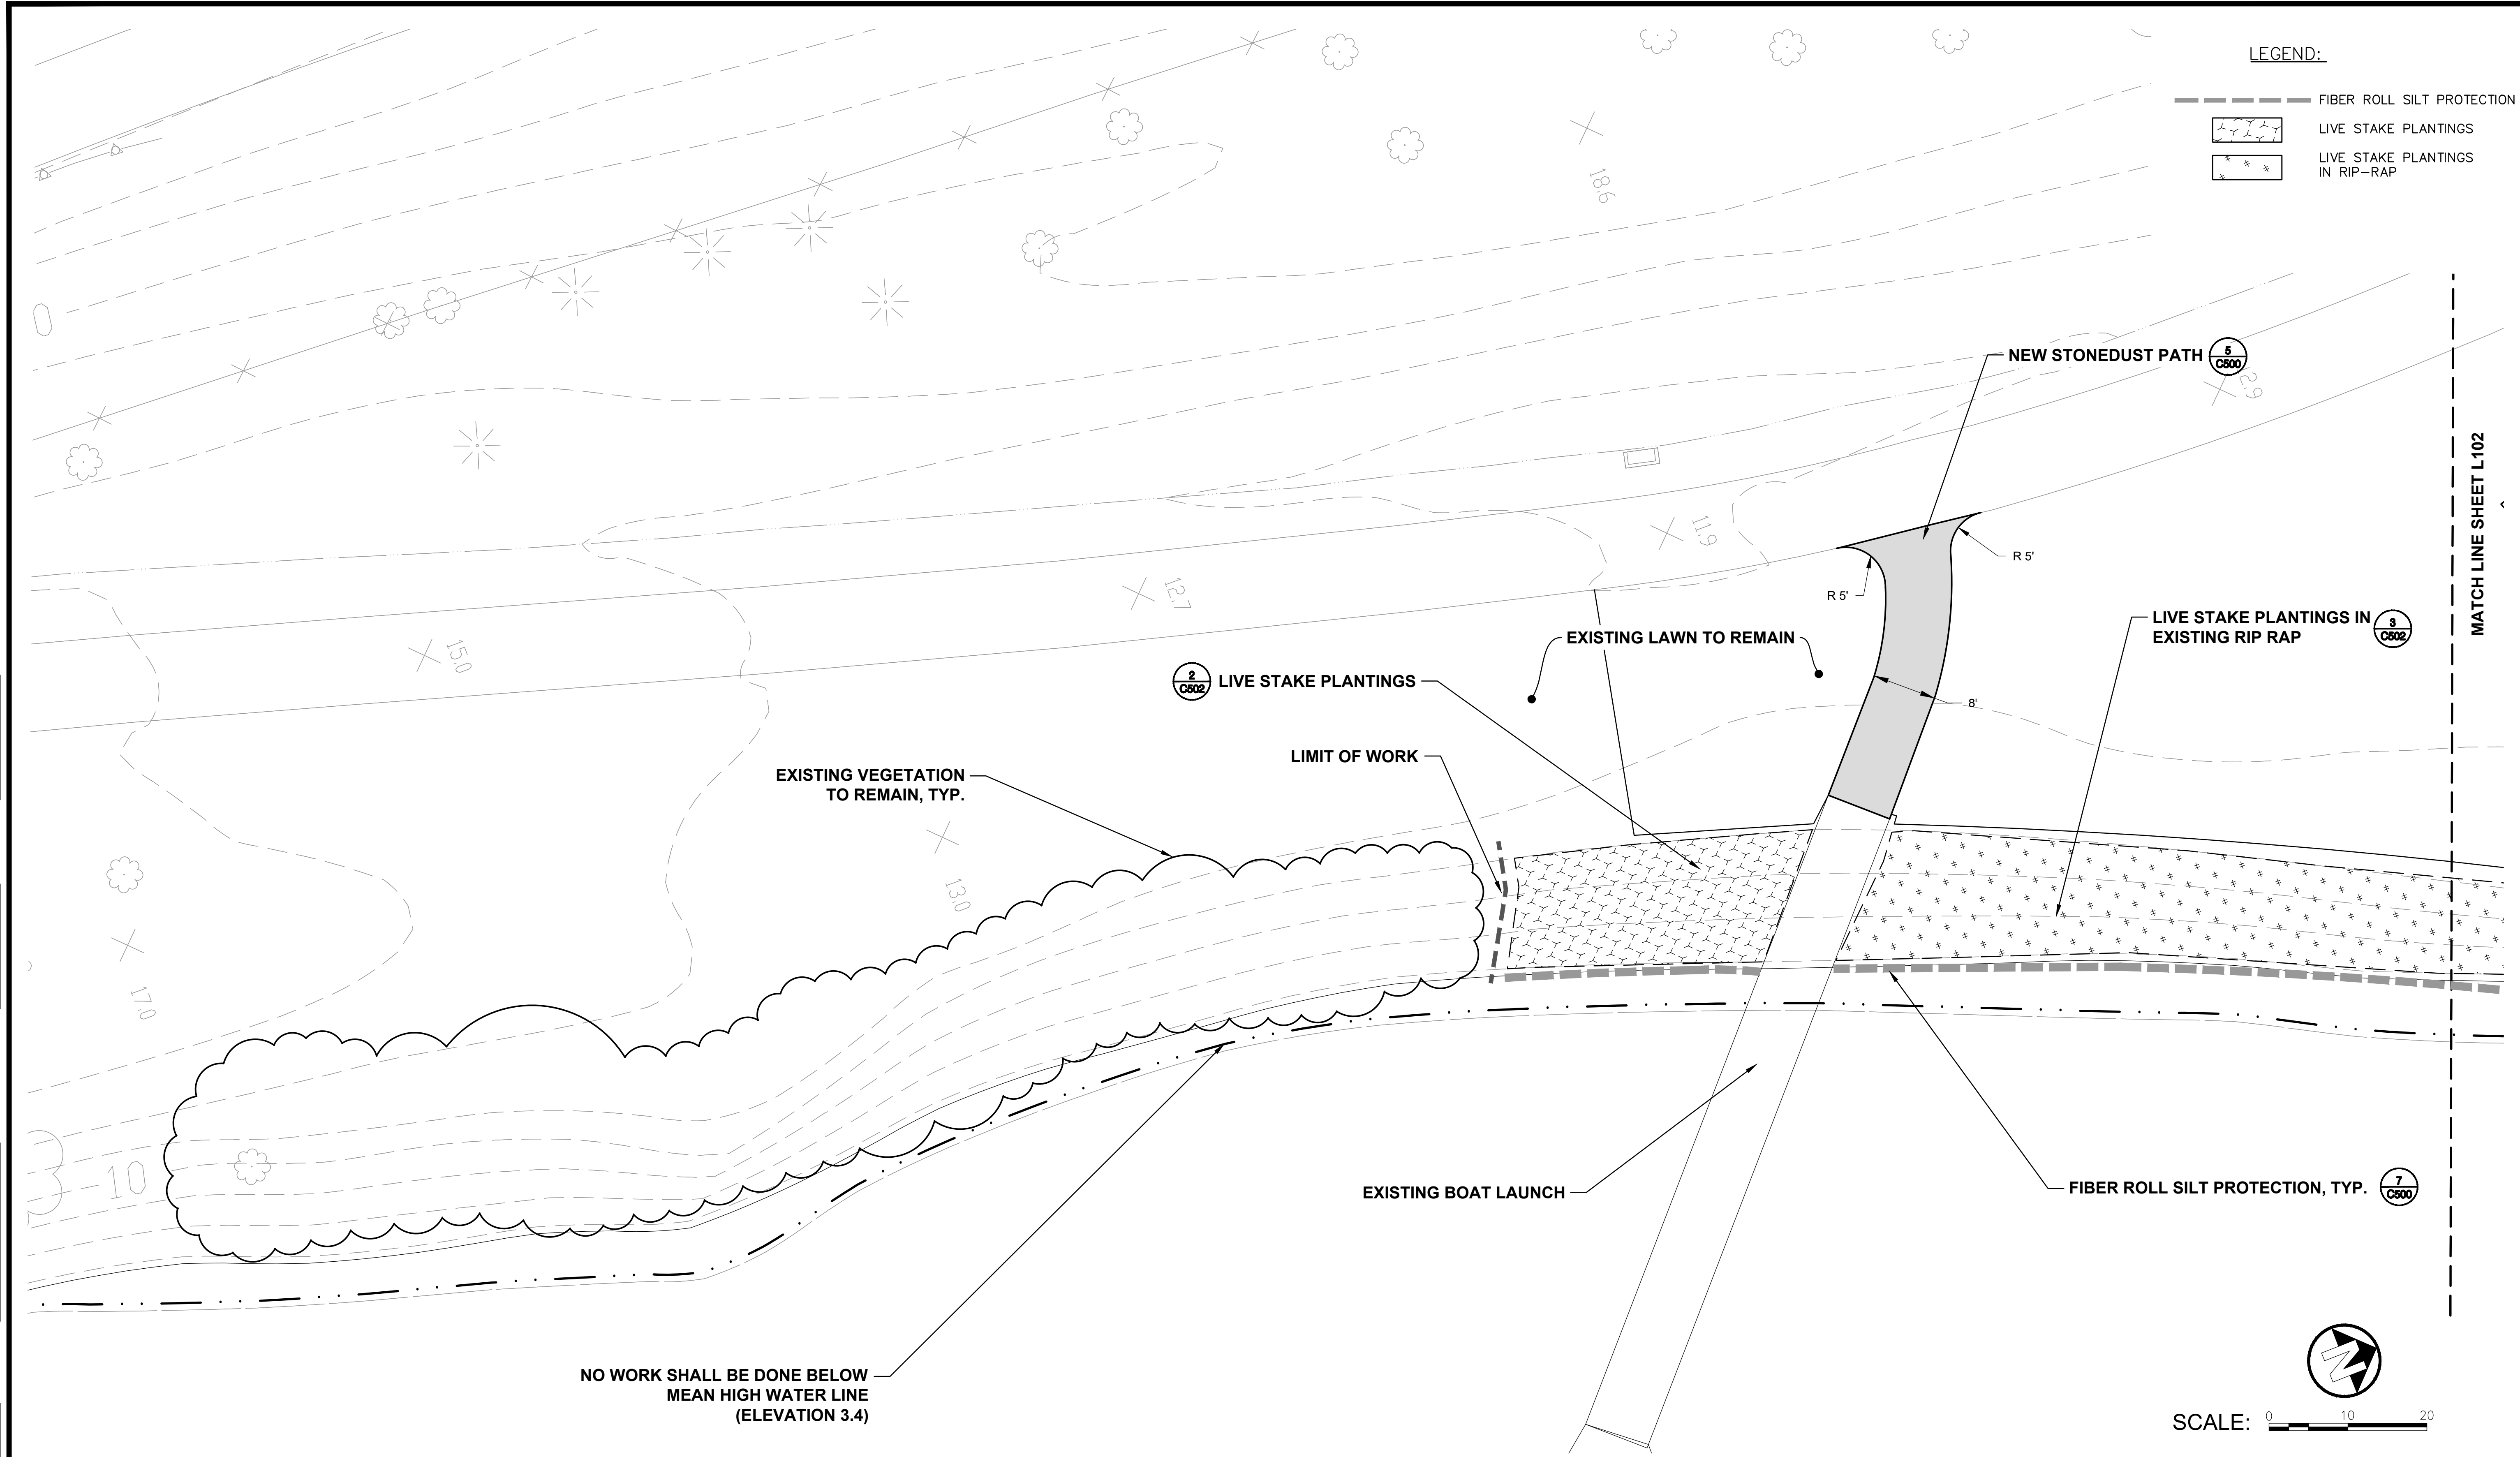 LEGEND:
FIBER ROLL SILT PROTECTION
LIVE STAKE PLANTINGS
LIVE STAKE PLANTINGS
IN RIP-RAP
18.6
NEW STONEDUST PATH
5
C500
2.9
MATCH LINE SHEET L102
11.9
R 5'
R 5'
12.7
15.0
EXISTING LAWN TO REMAIN
LIVE STAKE PLANTINGS IN
EXISTING RIP RAP
3
C502
2
C502
LIVE STAKE PLANTINGS
8'
LIMIT OF WORK
EXISTING VEGETATION
TO REMAIN, TYP.
13.0
17.0
10
EXISTING BOAT LAUNCH
FIBER ROLL SILT PROTECTION, TYP.
7
C500
NO WORK SHALL BE DONE BELOW
MEAN HIGH WATER LINE
(ELEVATION 3.4)
N
SCALE:
0 10 20